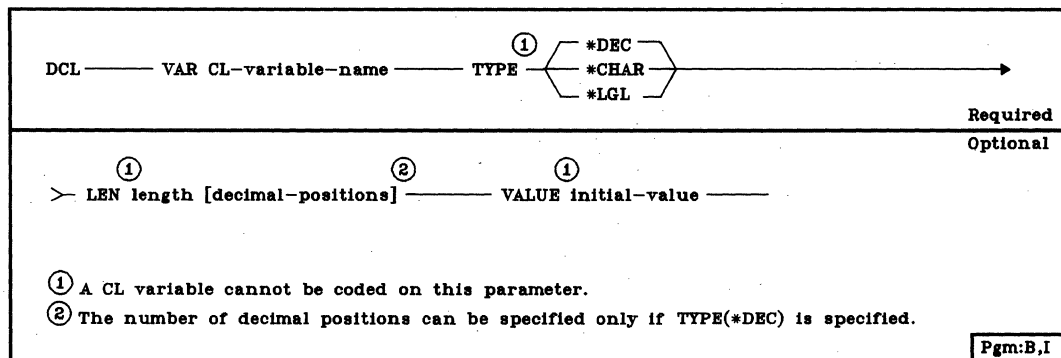 ①
*DEC
DCL VAR CL-variable-name TYPE *CHAR
*LGL
Required
Optional
① ② ①
LEN length [decimal-positions] VALUE initial-value
① A CL variable cannot be coded on this parameter.
② The number of decimal positions can be specified only if TYPE(*DEC) is specified.
Pgm:B,I